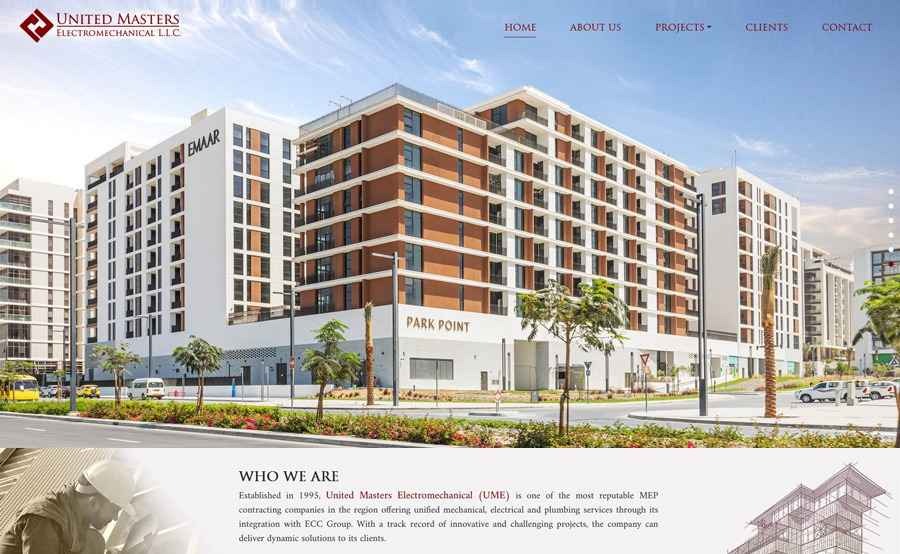 UNITED MASTERS
ELECTROMECHANICAL L.L.C.
HOME ABOUT US PROJECTS CLIENTS CONTACT
EMAAR
PARK POINT
WHO WE ARE
Established in 1995, United Masters Electromechanical (UME) is one of the most reputable MEP
contracting companies in the region offering unified mechanical, electrical and plumbing services through its
integration with ECC Group. With a track record of innovative and challenging projects, the company can
deliver dynamic solutions to its clients.